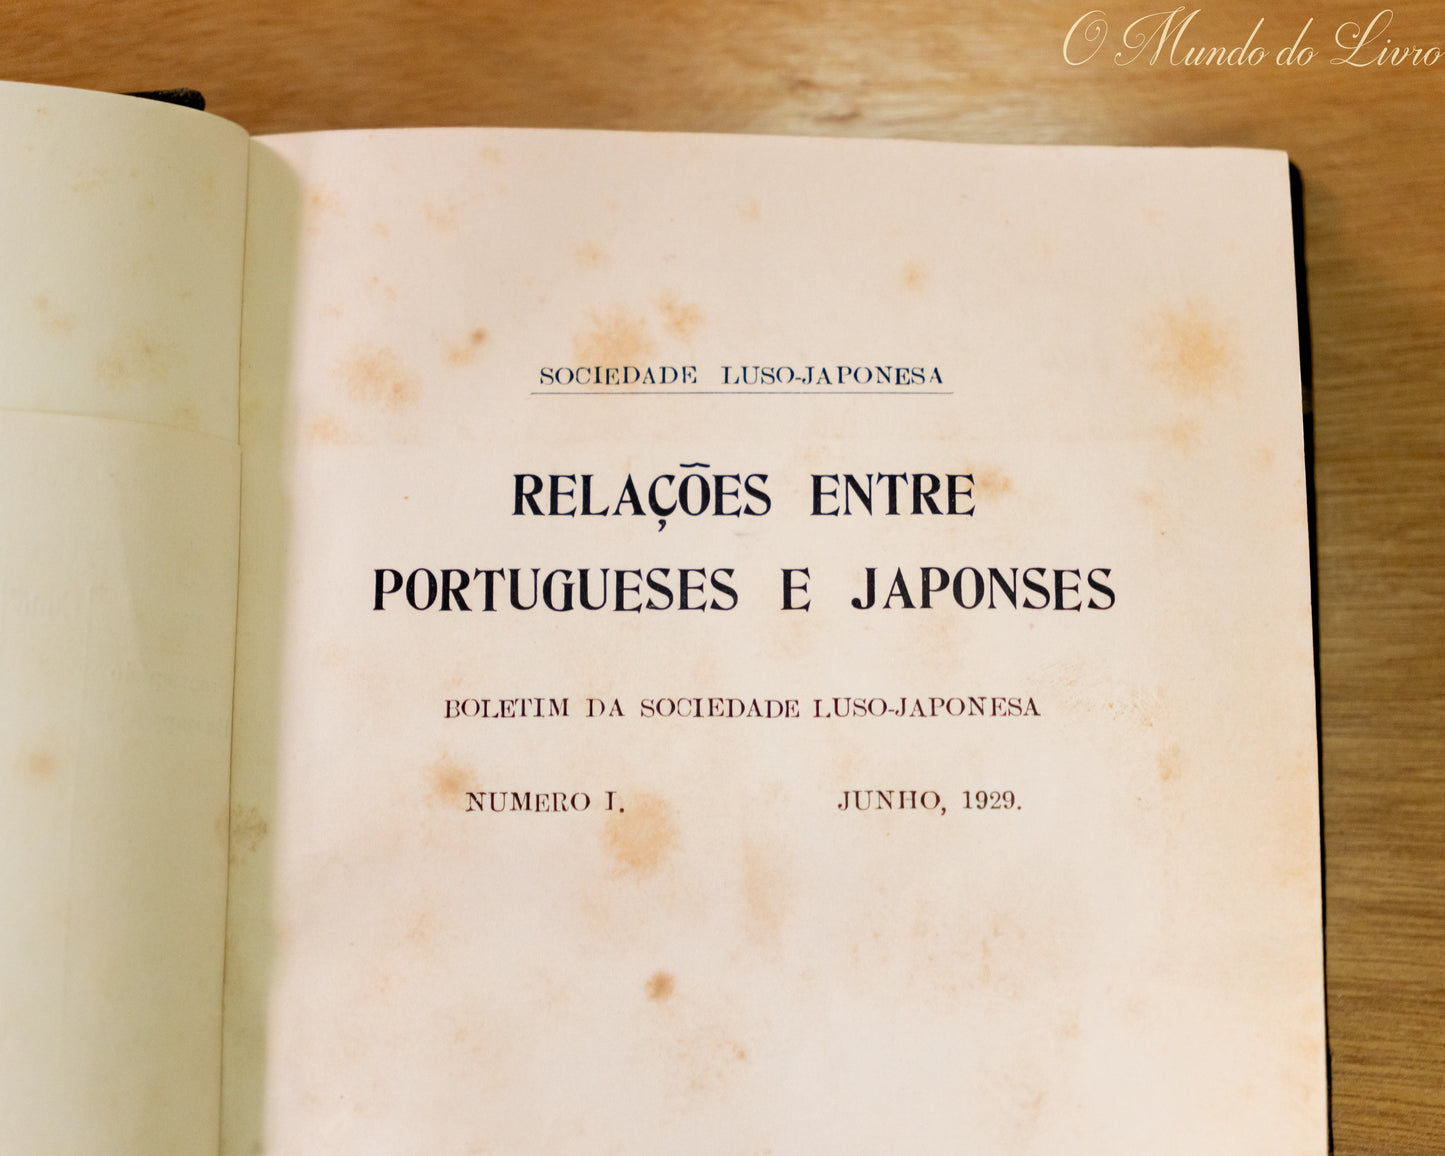 O Mundo do Livro
SOCIEDADE LUSO-JAPONESA
RELAÇÕES ENTRE
PORTUGUESES E JAPONSES
BOLETIM DA SOCIEDADE LUSO-JAPONESA
NUMERO I. JUNHO, 1929.